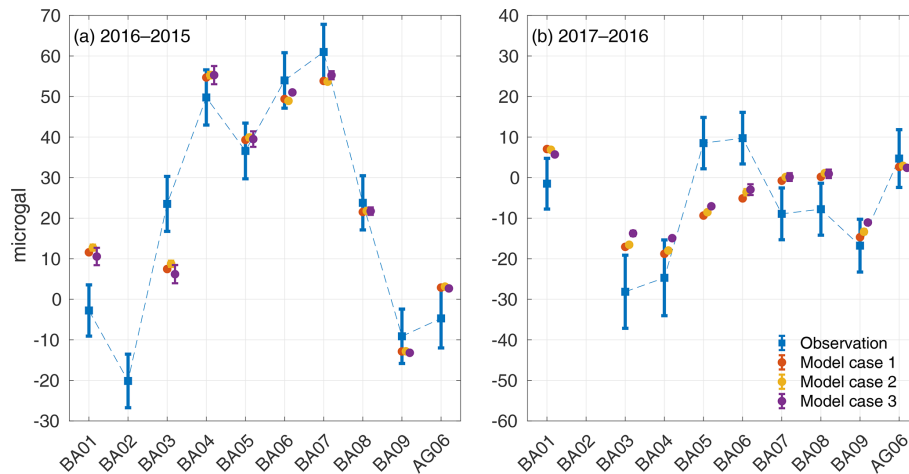 (a) 2016–2015
microgal
70
60
50
40
30
20
10
0
-10
-20
-30
BA01
BA02
BA03
BA04
BA05
BA06
BA07
BA08
BA09
AG06
(b) 2017–2016
40
30
20
10
0
-10
-20
-30
-40
-50
-60
Observation
Model case 1
Model case 2
Model case 3
BA01
BA02
BA03
BA04
BA05
BA06
BA07
BA08
BA09
AG06